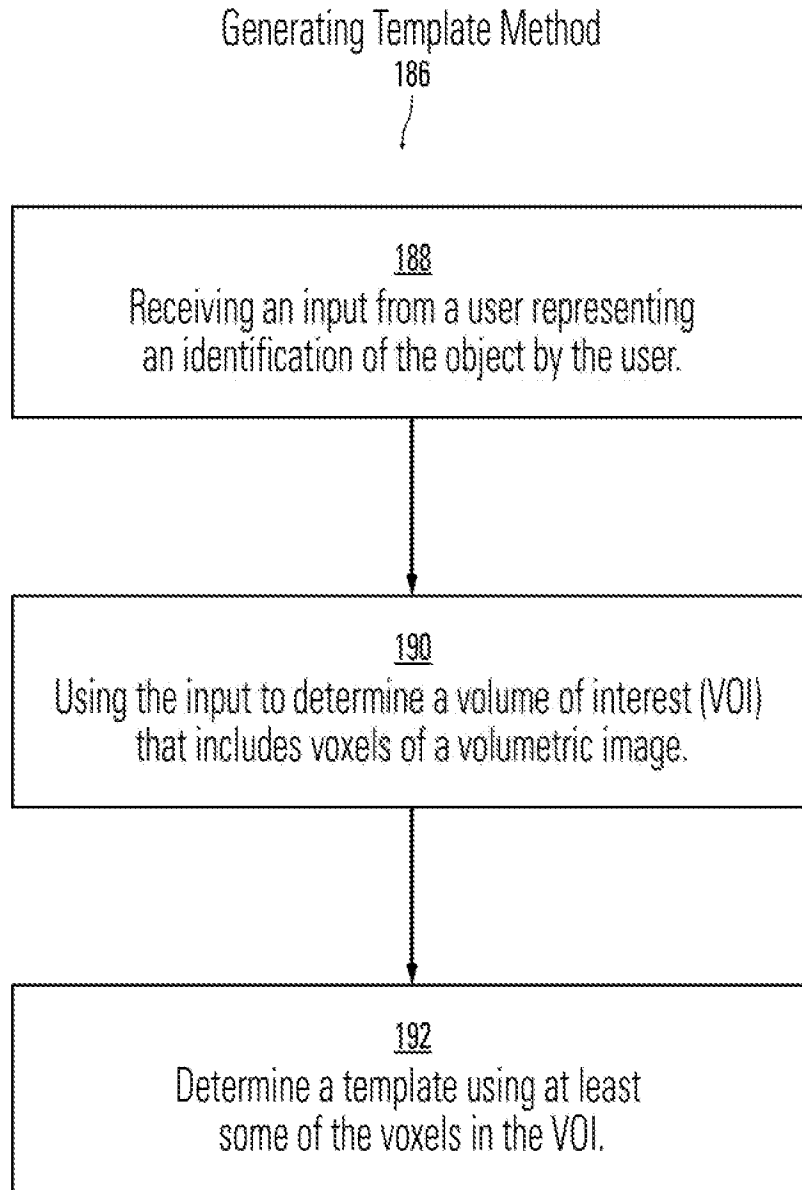 Generating Template Method
186
188
Receiving an input from a user representing
an identification of the object by the user.
190
Using the input to determine a volume of interest (VOI)
that includes voxels of a volumetric image.
192
Determine a template using at least
some of the voxels in the VOI.